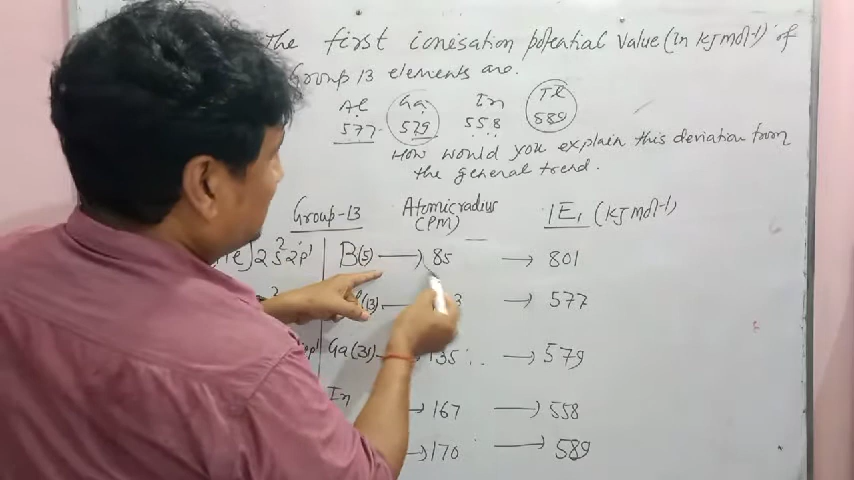 The first ionisation potential value (in kJ mol⁻¹) of
Group 13 elements are.
Al Ga In Tl
577 579 558 589
How would you explain this deviation from
the general trend.
Group-13 Atomic radius IE₁ (kJ mol⁻¹)
(PM)
]2s²2p¹ B(5) → 85 → 801
(13) → 577
Ga(31) → 135 → 579
In → 167 → 558
→ 170 → 589